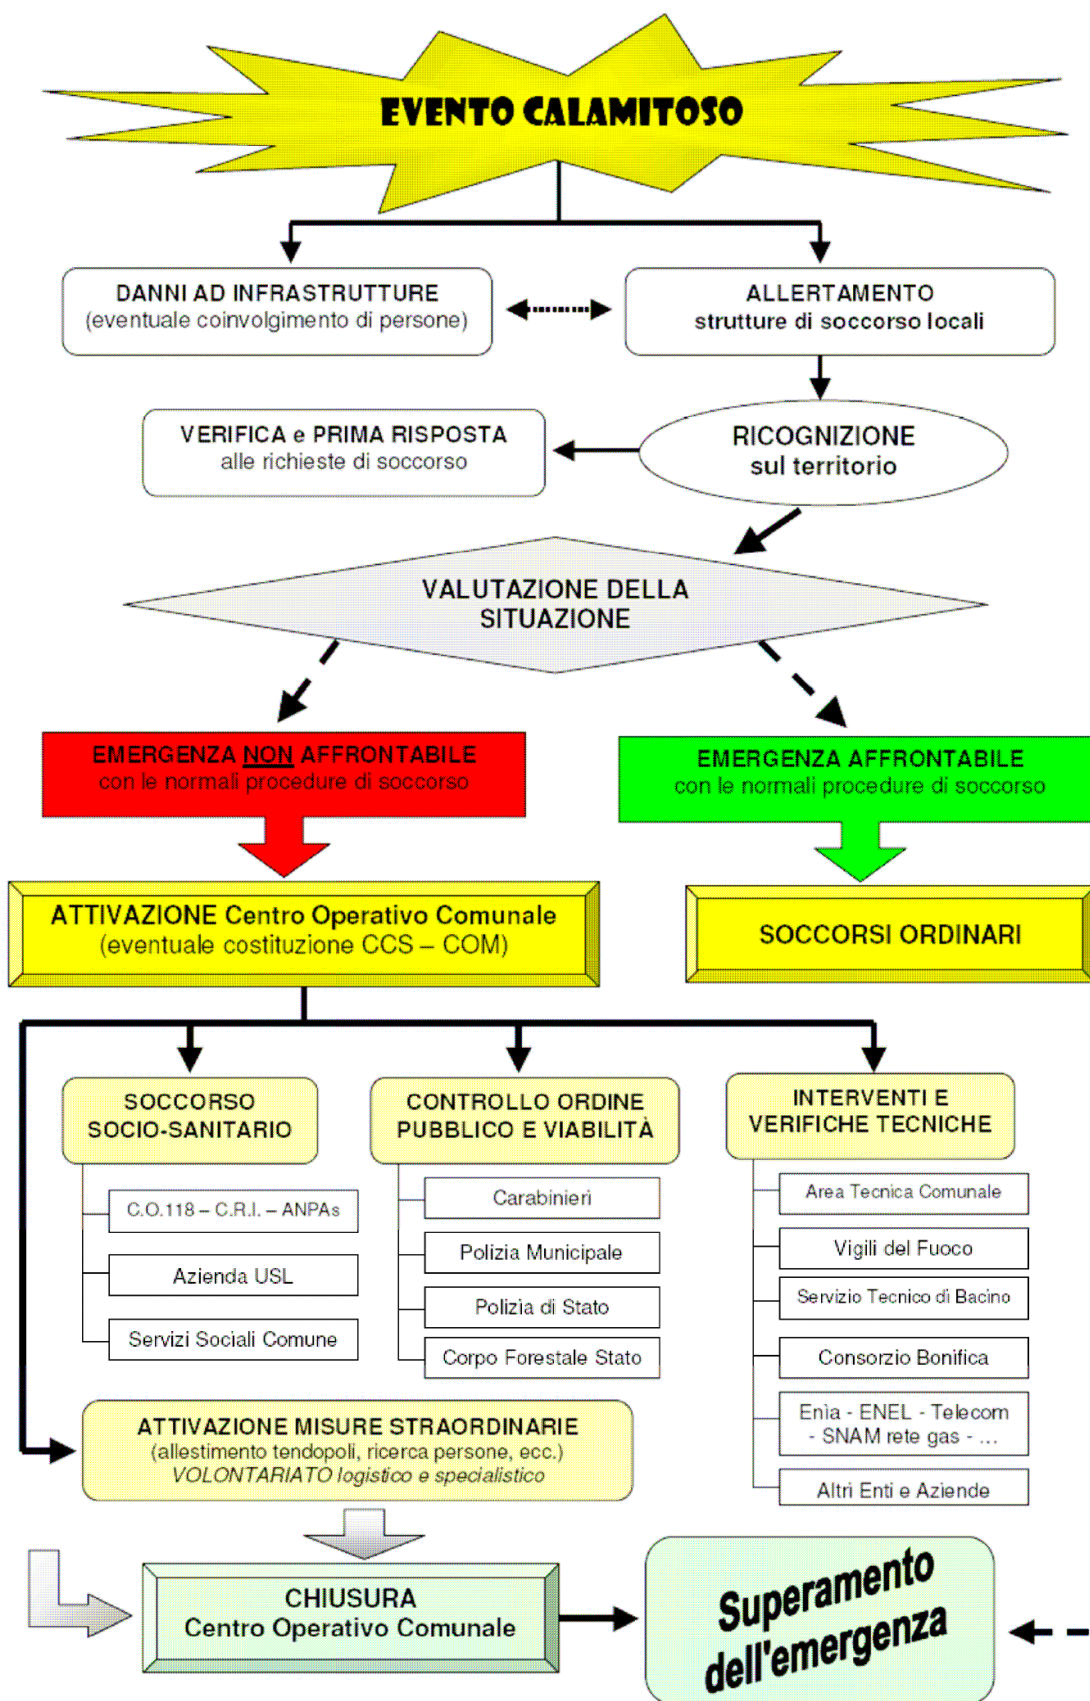 EVENTO CALAMITOSO
DANNI AD INFRASTRUTTURE
(eventuale coinvolgimento di persone)
ALLERTAMENTO
strutture di soccorso locali
VERIFICA e PRIMA RISPOSTA
alle richieste di soccorso
RICOGNIZIONE
sul territorio
VALUTAZIONE DELLA
SITUAZIONE
EMERGENZA NON AFFRONTABILE
con le normali procedure di soccorso
EMERGENZA AFFRONTABILE
con le normali procedure di soccorso
ATTIVAZIONE Centro Operativo Comunale
(eventuale costituzione CCS – COM)
SOCCORSI ORDINARI
SOCCORSO
SOCIO-SANITARIO
C.O.118 – C.R.I. – ANPAs
Azienda USL
Servizi Sociali Comune
CONTROLLO ORDINE
PUBBLICO E VIABILITÀ
Carabinieri
Polizia Municipale
Polizia di Stato
Corpo Forestale Stato
INTERVENTI E
VERIFICHE TECNICHE
Area Tecnica Comunale
Vigili del Fuoco
Servizio Tecnico di Bacino
Consorzio Bonifica
Enìa - ENEL - Telecom
- SNAM rete gas - ...
Altri Enti e Aziende
ATTIVAZIONE MISURE STRAORDINARIE
(allestimento tendopoli, ricerca persone, ecc.)
VOLONTARIATO logistico e specialistico
CHIUSURA
Centro Operativo Comunale
Superamento
dell'emergenza